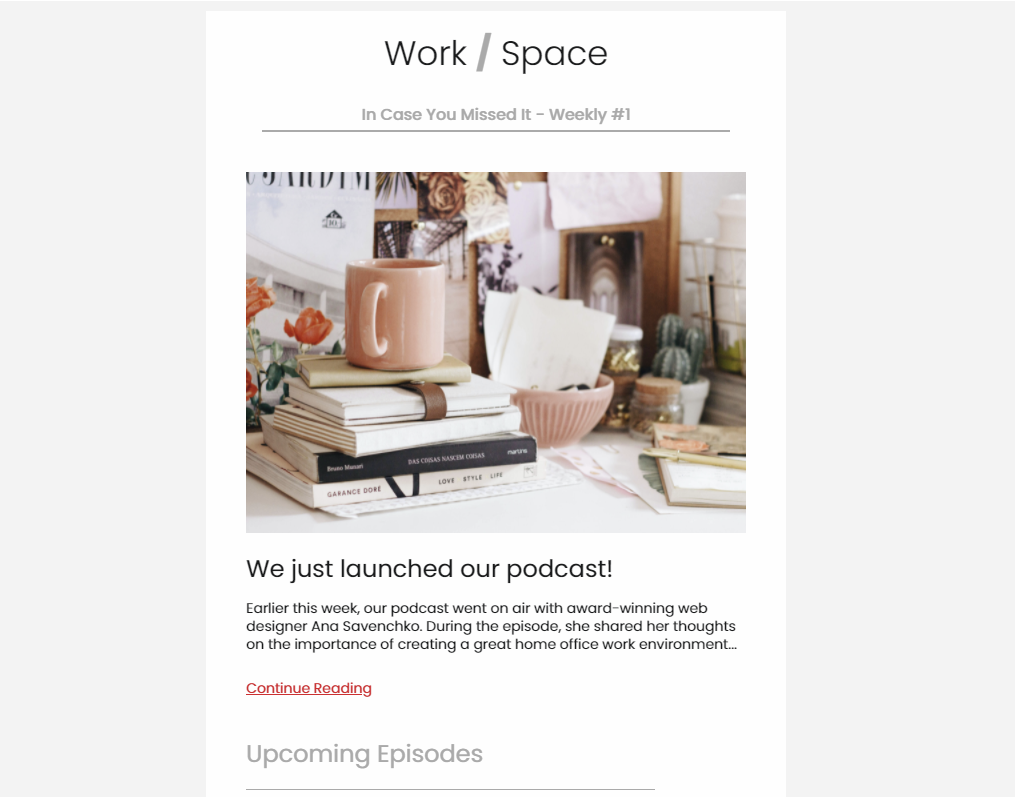 Work / Space
In Case You Missed It - Weekly #1
JARDIM
Bruno Munari DAS COISAS NASCEM COISAS martins
GARANCE DORÉ LOVE STYLE LIFE
We just launched our podcast!
Earlier this week, our podcast went on air with award-winning web
designer Ana Savenchko. During the episode, she shared her thoughts
on the importance of creating a great home office work environment...
Continue Reading
Upcoming Episodes